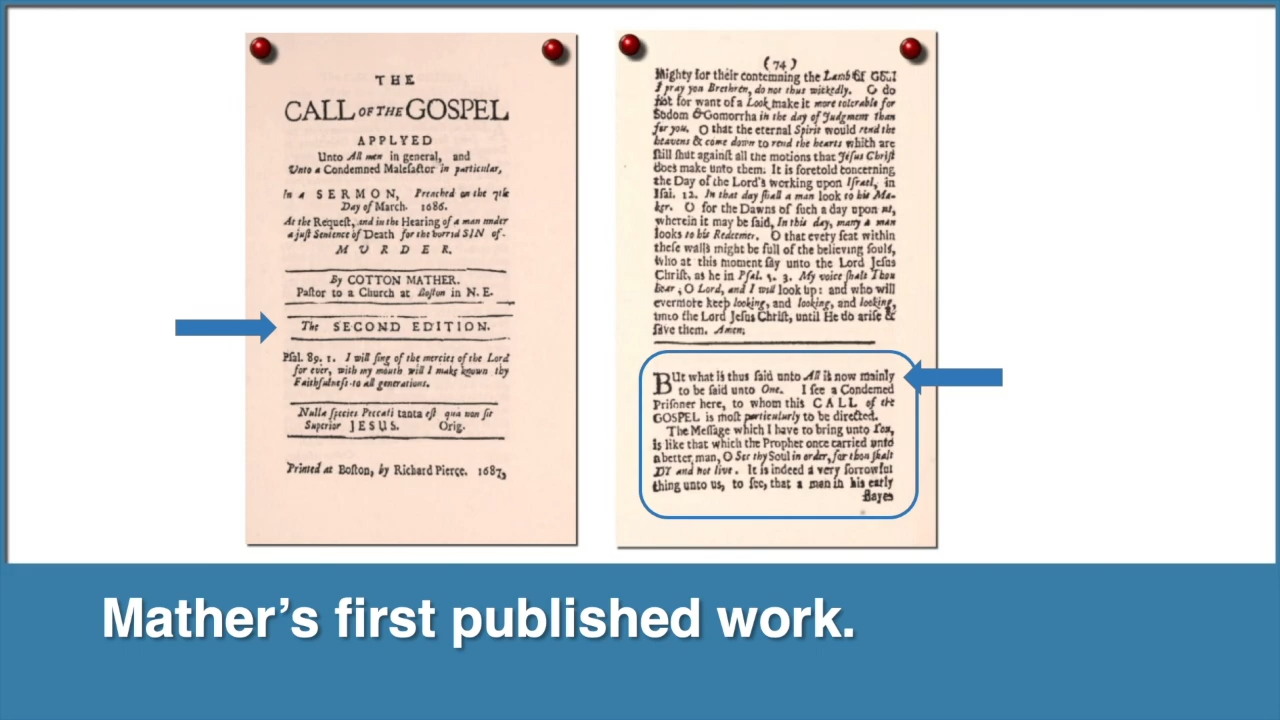 THE
CALL OF THE GOSPEL
APPLYED
Unto All men in general, and
Unto a Condemned Malefactor in particular,
In a SERMON, Preached on the 7th
Day of March. 1686.
At the Request, and in the Hearing of a man under
a juſt Sentence of Death for the horrid SIN of
MURDER.
By COTTON MATHER.
Paſtor to a Church at Boſton in N. E.
The SECOND EDITION.
Pſal. 89. 1. I will ſing of the mercies of the Lord
for ever, with my mouth will I make known thy
Faithfulneſs to all generations.
Nulla ſpecies Peccati tanta eſt qua non ſit
Superior JESUS. Orig.
Printed at Boſton, by Richard Pierce. 1687,
(74)
Mighty for their contemning the Lamb OF GOD
I pray you Brethren, do not thus wickedly. O do
not for want of a Look make it more tolerable for
Sodom & Gomorrha in the day of Judgment than
for you. O that the eternal Spirit would rend the
heavens & come down to rend the hearts which are
ſtill ſhut againſt all the motions that Jeſus Chriſt
does make unto them. It is foretold concerning
the Day of the Lord's working upon Iſrael, in
Iſai. 12. In that day ſhall a man look to his Ma-
ker. O for the Dawns of ſuch a day upon us,
wherein it may be ſaid, In this day, many a man
looks to his Redeemer. O that every ſeat within
theſe walls might be full of the believing ſouls,
who at this moment ſay unto the Lord Jeſus
Chriſt, as he in Pſal. 5. 3. My voice ſhalt Thou
hear, O Lord, and I will look up: and who will
evermore keep looking, and looking, and looking,
unto the Lord Jeſus Chriſt, until He do ariſe &
ſave them. Amen.
BUt what is thus ſaid unto All is now mainly
to be ſaid unto One. I ſee a Condemed
Priſoner here, to whom this CALL of the
GOSPEL is moſt particularly to be directed.
The Meſſage which I have to bring unto You,
is like that which the Prophet once carried unto
a better man, O Set thy Soul in order, for thou ſhalt
DY and not live. It is indeed a very ſorrowful
thing unto us, to ſee, that a man in his early
Dayes
Mather's first published work.